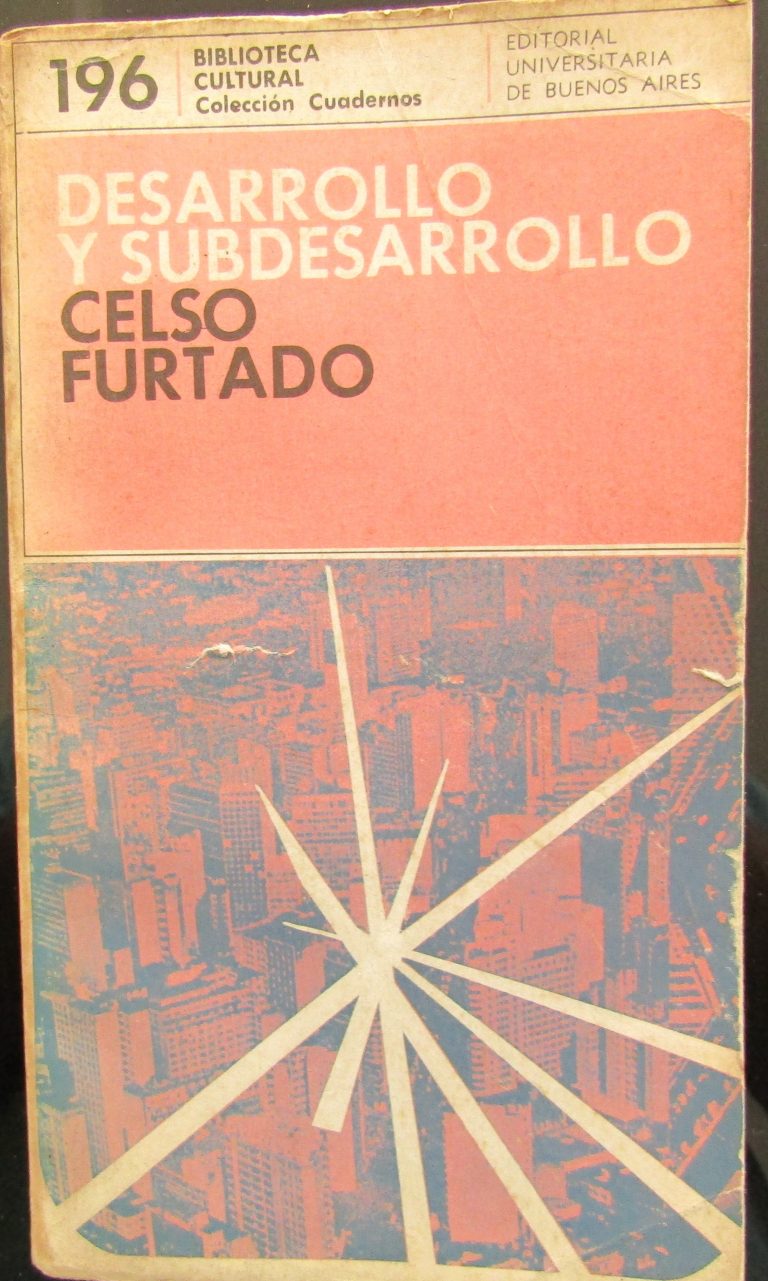 196
BIBLIOTECA
CULTURAL
Colección Cuadernos
EDITORIAL
UNIVERSITARIA
DE BUENOS AIRES
DESARROLLO
Y SUBDESARROLLO
CELSO
FURTADO